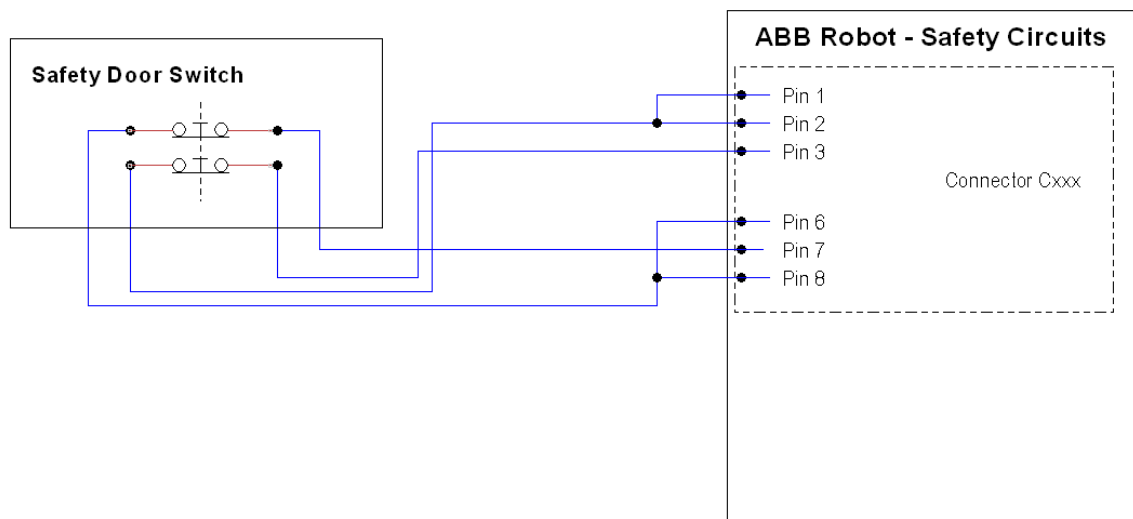 ABB Robot - Safety Circuits
Safety Door Switch
Pin 1
Pin 2
Pin 3
Connector Cxxx
Pin 6
Pin 7
Pin 8